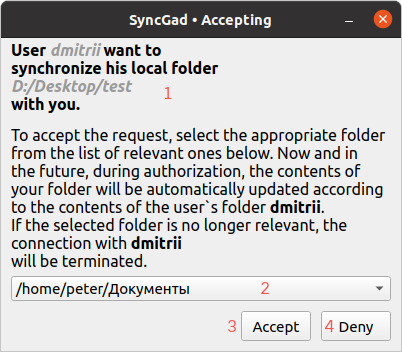 SyncGad • Accepting
User dmitrii want to
synchronize his local folder
D:/Desktop/test
1
with you.
To accept the request, select the appropriate folder
from the list of relevant ones below. Now and in
the future, during authorization, the contents of
your folder will be automatically updated according
to the contents of the user`s folder dmitrii.
If the selected folder is no longer relevant, the
connection with dmitrii
will be terminated.
/home/peter/Документы 2
3 Accept 4 Deny